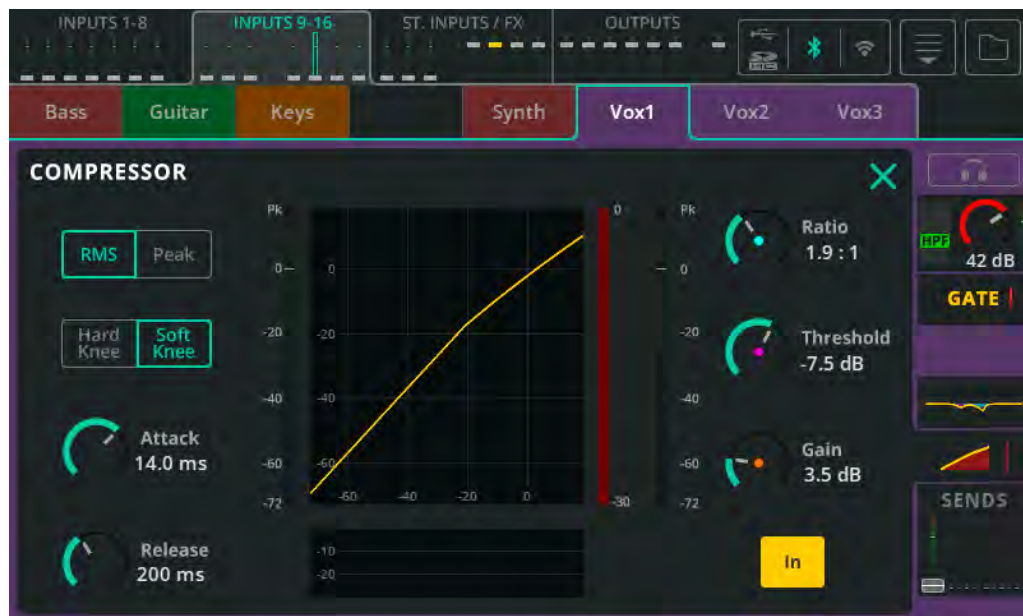 INPUTS 1-8
INPUTS 9-16
ST. INPUTS / FX
OUTPUTS
Bass
Guitar
Keys
Synth
Vox1
Vox2
Vox3
COMPRESSOR
RMS
Peak
Hard
Knee
Soft
Knee
Attack
14.0 ms
Release
200 ms
Pk
0
-20
-40
-60
-72
0
-20
-40
-60
-60
-40
-20
0
-10
-20
0
-30
Pk
0
-20
-40
-60
-72
Ratio
1.9 : 1
Threshold
-7.5 dB
Gain
3.5 dB
In
HPF
42 dB
GATE
SENDS